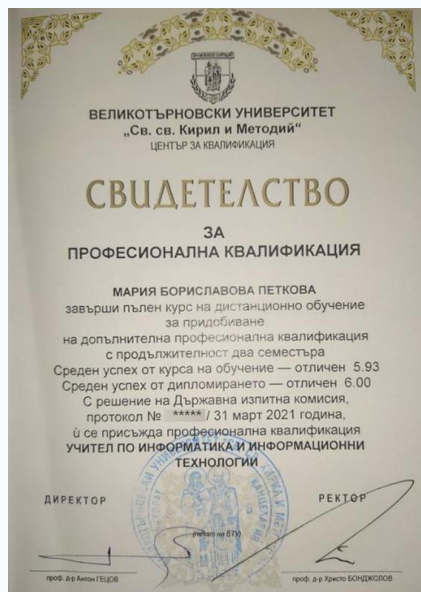 ВЕЛИКОТЪРНОВСКИ УНИВЕРСИТЕТ
„Св. св. Кирил и Методий“
ЦЕНТЪР ЗА КВАЛИФИКАЦИЯ
СВИДЕТЕЛСТВО
ЗА
ПРОФЕСИОНАЛНА КВАЛИФИКАЦИЯ
МАРИЯ БОРИСЛАВОВА ПЕТКОВА
завърши пълен курс на дистанционно обучение
за придобиване
на допълнителна професионална квалификация
с продължителност два семестъра
Среден успех от курса на обучение — отличен 5.93
Среден успех от дипломирането — отличен 6.00
С решение на Държавна изпитна комисия,
протокол № ***** / 31 март 2021 година,
ѝ се присъжда професионална квалификация
УЧИТЕЛ ПО ИНФОРМАТИКА И ИНФОРМАЦИОННИ
ТЕХНОЛОГИИ
ДИРЕКТОР РЕКТОР
(печат на ВТУ)
проф. д-р Антон ГЕЦОВ проф. д-р Христо БОНДЖОЛОВ